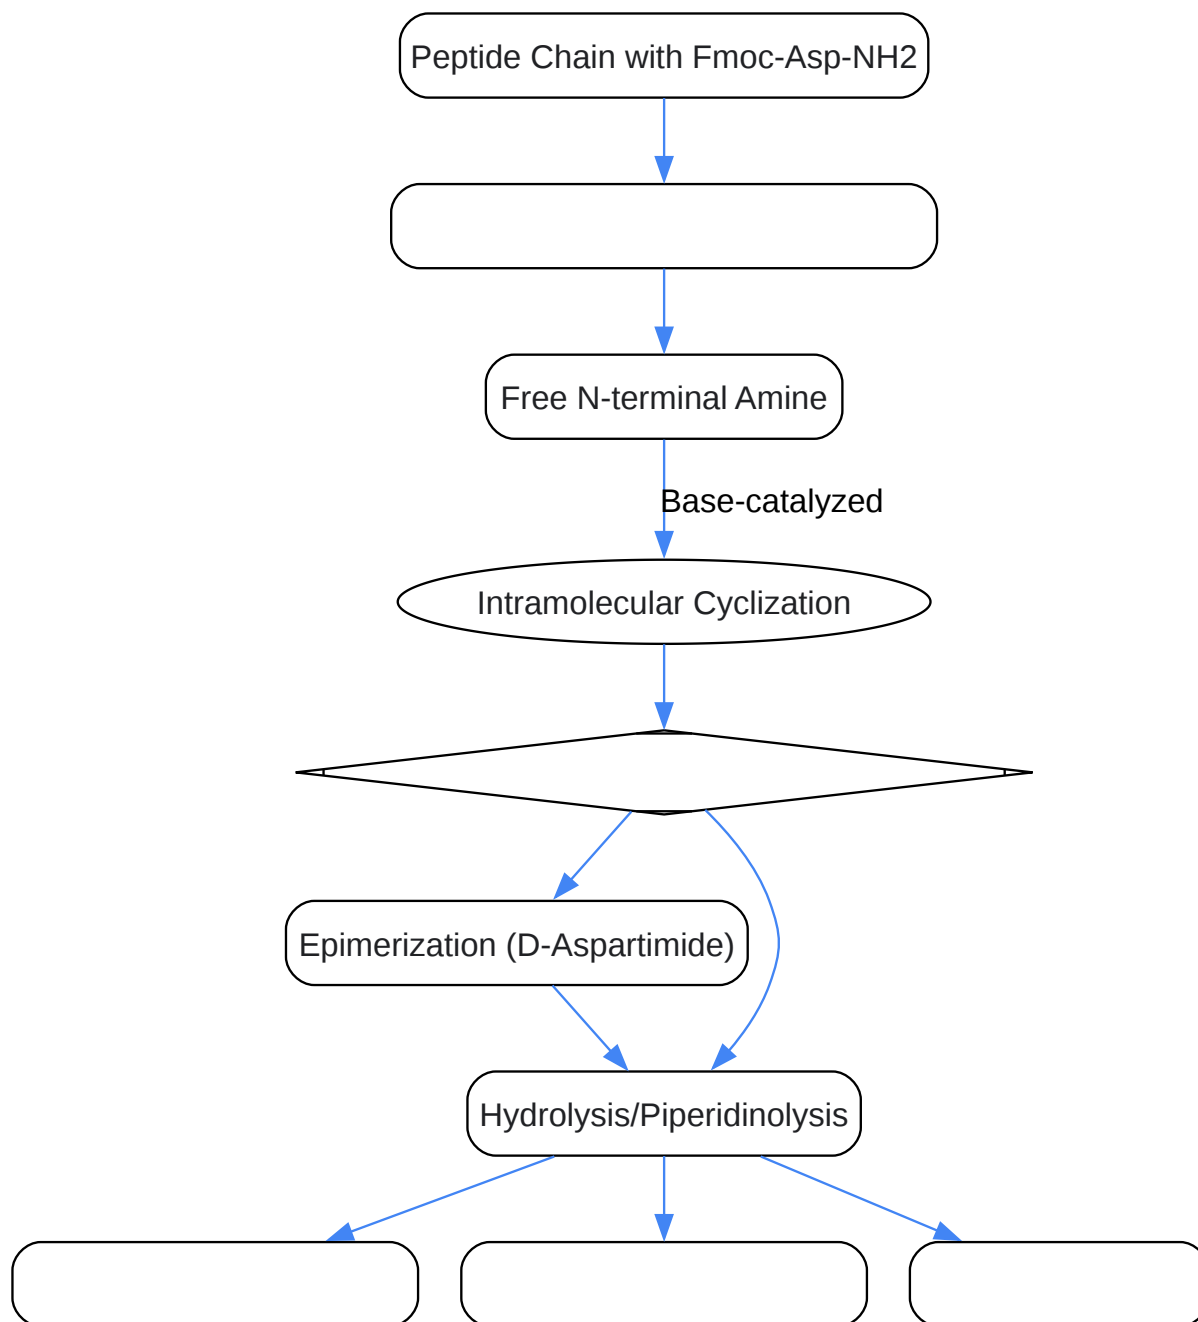 Peptide Chain with Fmoc-Asp-NH2
Free N-terminal Amine
Base-catalyzed
Intramolecular Cyclization
Epimerization (D-Aspartimide)
Hydrolysis/Piperidinolysis